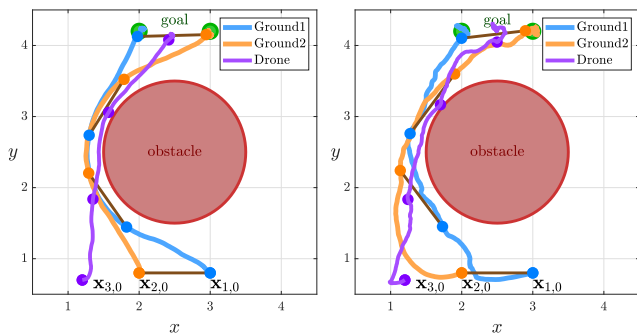 goal
Ground1
Ground2
Drone
obstacle
y
4
3
2
1
x₃,₀ x₂,₀ x₁,₀
1 2 3 4
x
goal
Ground1
Ground2
Drone
obstacle
y
4
3
2
1
x₃,₀ x₂,₀ x₁,₀
1 2 3 4
x